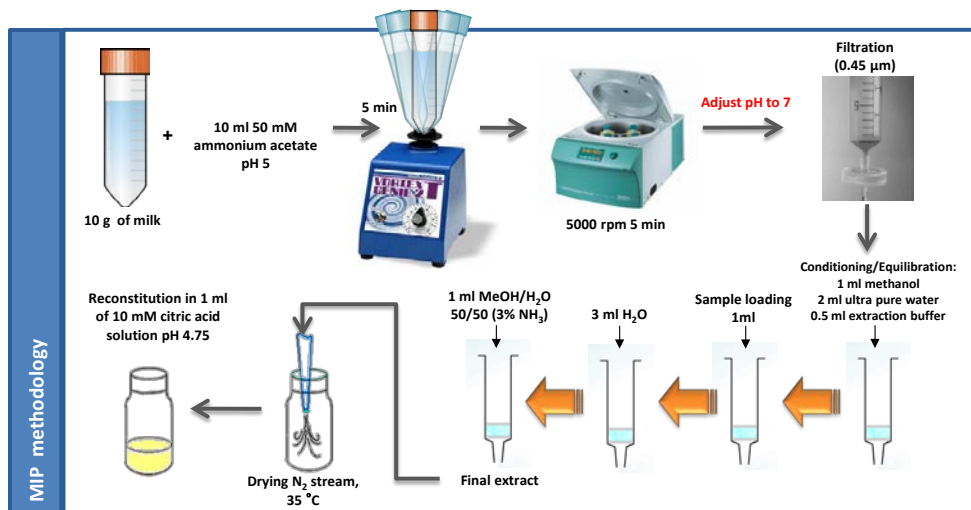 MIP methodology
10 g of milk
+
10 ml 50 mM
ammonium acetate
pH 5
5 min
VORTEX
GENIE 2
T
5000 rpm 5 min
Adjust pH to 7
Filtration
(0.45 µm)
Conditioning/Equilibration:
1 ml methanol
2 ml ultra pure water
0.5 ml extraction buffer
Sample loading
1ml
3 ml H₂O
1 ml MeOH/H₂O
50/50 (3% NH₃)
Final extract
Drying N₂ stream,
35 °C
Reconstitution in 1 ml
of 10 mM citric acid
solution pH 4.75